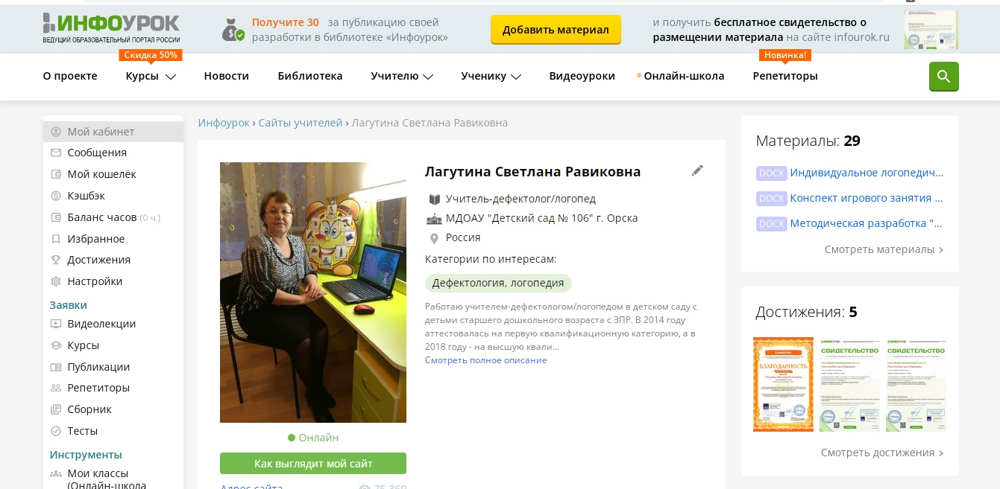 ИНФОУРОК
ВЕДУЩИЙ ОБРАЗОВАТЕЛЬНЫЙ ПОРТАЛ РОССИИ
Получите 30 за публикацию своей
разработки в библиотеке «Инфоурок»
Добавить материал
и получить бесплатное свидетельство о
размещении материала на сайте infourok.ru
Скидка 50%
Новинка!
О проекте Курсы Новости Библиотека Учителю Ученику Видеоуроки Онлайн-школа Репетиторы
Мой кабинет
Сообщения
Мой кошелёк
Кэшбэк
Баланс часов (0 ч.)
Избранное
Достижения
Настройки
Заявки
Видеолекции
Курсы
Публикации
Репетиторы
Сборник
Тесты
Инструменты
Мои классы
(Онлайн-школа
Инфоурок › Сайты учителей › Лагутина Светлана Равиковна
Лагутина Светлана Равиковна
Учитель-дефектолог/логопед
МДОАУ "Детский сад № 106" г. Орска
Россия
Категории по интересам:
Дефектология, логопедия
Работаю учителем-дефектологом/логопедом в детском саду с
детьми старшего дошкольного возраста с ЗПР. В 2014 году
аттестовалась на первую квалификационную категорию, а в
2018 году - на высшую квали...
Смотреть полное описание
Онлайн
Как выглядит мой сайт
Адрес сайта 75 360
Материалы: 29
DOCX Индивидуальное логопедич...
DOCX Конспект игрового занятия ...
DOCX Методическая разработка "...
Смотреть материалы >
Достижения: 5
БЛАГОДАРНОСТЬ
СВИДЕТЕЛЬСТВО
СВИДЕТЕЛЬСТВО
Смотреть достижения >